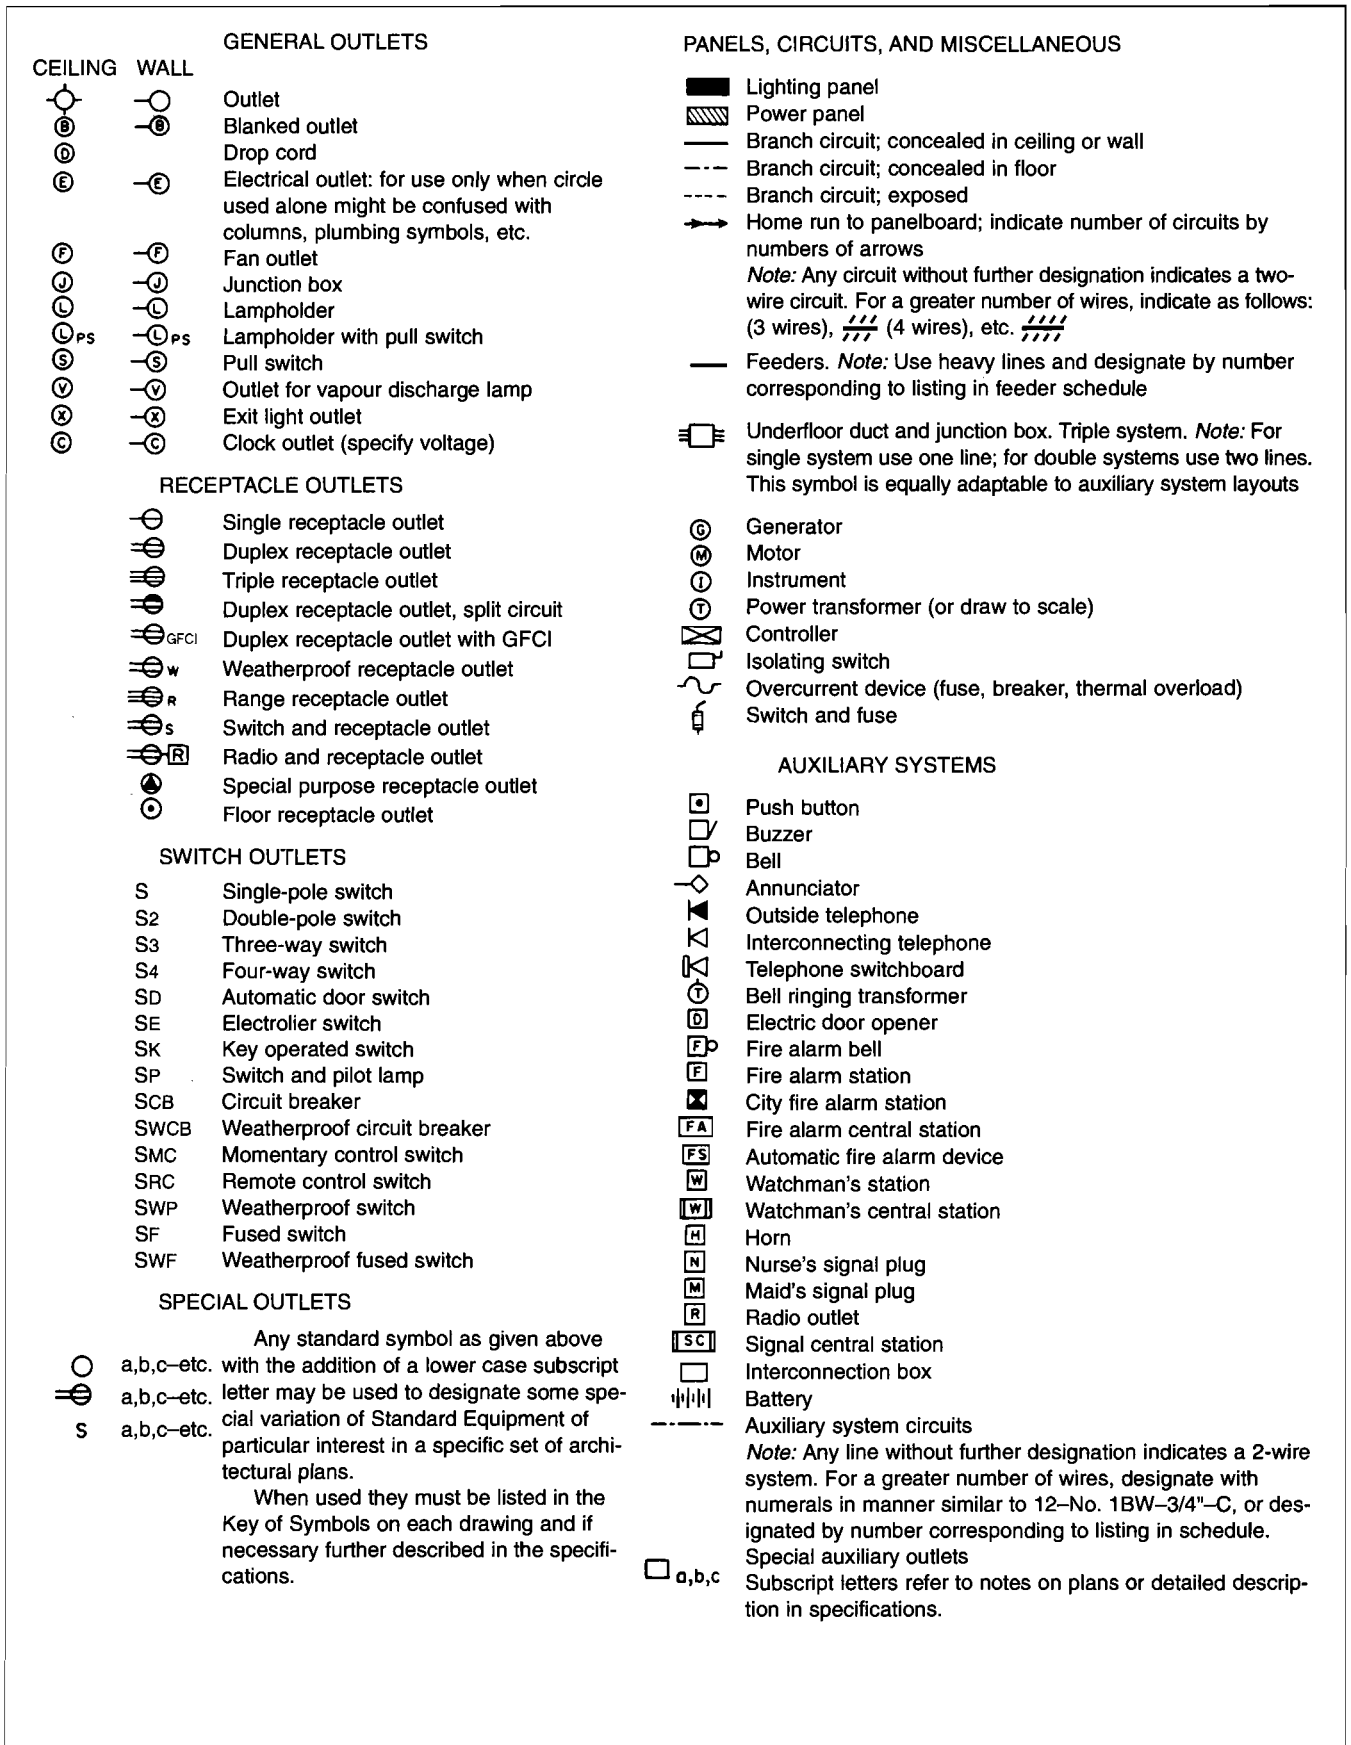 GENERAL OUTLETS
CEILING WALL
Outlet
B B Blanked outlet
D Drop cord
E E Electrical outlet: for use only when circle
used alone might be confused with
columns, plumbing symbols, etc.
F F Fan outlet
J J Junction box
L L Lampholder
L PS L PS Lampholder with pull switch
S S Pull switch
V V Outlet for vapour discharge lamp
X X Exit light outlet
C C Clock outlet (specify voltage)
RECEPTACLE OUTLETS
Single receptacle outlet
Duplex receptacle outlet
Triple receptacle outlet
Duplex receptacle outlet, split circuit
GFCI Duplex receptacle outlet with GFCI
W Weatherproof receptacle outlet
R Range receptacle outlet
S Switch and receptacle outlet
R Radio and receptacle outlet
Special purpose receptacle outlet
Floor receptacle outlet
SWITCH OUTLETS
S Single-pole switch
S2 Double-pole switch
S3 Three-way switch
S4 Four-way switch
SD Automatic door switch
SE Electrolier switch
SK Key operated switch
SP Switch and pilot lamp
SCB Circuit breaker
SWCB Weatherproof circuit breaker
SMC Momentary control switch
SRC Remote control switch
SWP Weatherproof switch
SF Fused switch
SWF Weatherproof fused switch
SPECIAL OUTLETS
Any standard symbol as given above
a,b,c–etc. with the addition of a lower case subscript
a,b,c–etc. letter may be used to designate some spe-
S a,b,c–etc. cial variation of Standard Equipment of
particular interest in a specific set of archi-
tectural plans.
When used they must be listed in the
Key of Symbols on each drawing and if
necessary further described in the specifi-
cations.
PANELS, CIRCUITS, AND MISCELLANEOUS
Lighting panel
Power panel
Branch circuit; concealed in ceiling or wall
Branch circuit; concealed in floor
Branch circuit; exposed
Home run to panelboard; indicate number of circuits by
numbers of arrows
Note: Any circuit without further designation indicates a two-
wire circuit. For a greater number of wires, indicate as follows:
(3 wires), (4 wires), etc.
Feeders. Note: Use heavy lines and designate by number
corresponding to listing in feeder schedule
Underfloor duct and junction box. Triple system. Note: For
single system use one line; for double systems use two lines.
This symbol is equally adaptable to auxiliary system layouts
G Generator
M Motor
I Instrument
T Power transformer (or draw to scale)
Controller
Isolating switch
Overcurrent device (fuse, breaker, thermal overload)
Switch and fuse
AUXILIARY SYSTEMS
Push button
Buzzer
Bell
Annunciator
Outside telephone
Interconnecting telephone
Telephone switchboard
T Bell ringing transformer
D Electric door opener
F Fire alarm bell
F Fire alarm station
City fire alarm station
FA Fire alarm central station
FS Automatic fire alarm device
W Watchman's station
W Watchman's central station
H Horn
N Nurse's signal plug
M Maid's signal plug
R Radio outlet
SC Signal central station
Interconnection box
Battery
Auxiliary system circuits
Note: Any line without further designation indicates a 2-wire
system. For a greater number of wires, designate with
numerals in manner similar to 12–No. 1BW–3/4"–C, or des-
ignated by number corresponding to listing in schedule.
Special auxiliary outlets
a,b,c Subscript letters refer to notes on plans or detailed descrip-
tion in specifications.